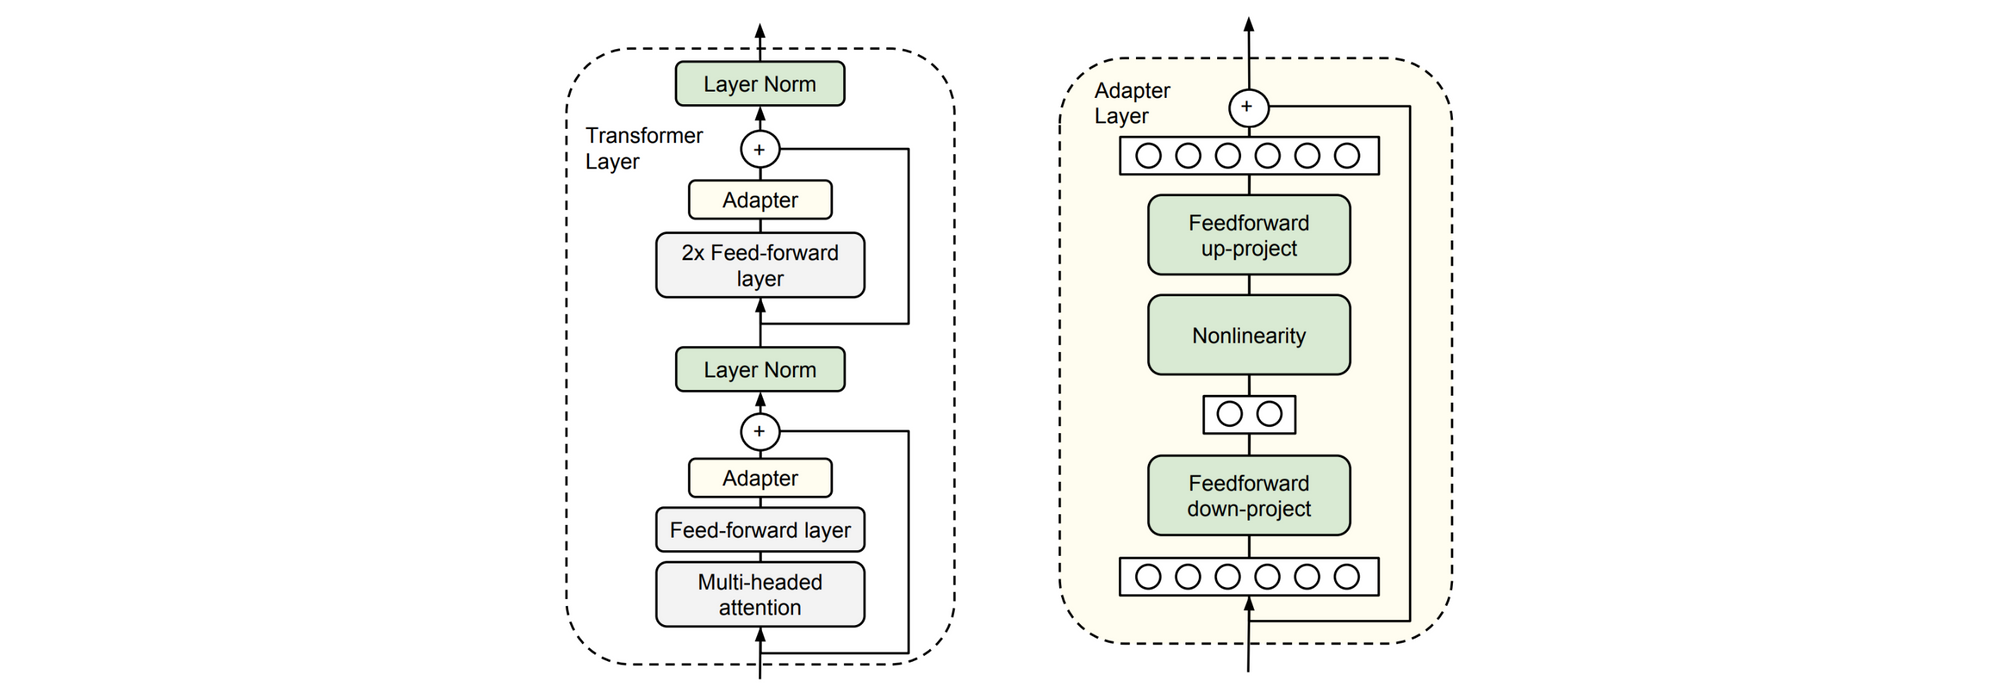 Layer Norm
Transformer
Layer
+
Adapter
2x Feed-forward
layer
Layer Norm
+
Adapter
Feed-forward layer
Multi-headed
attention
Adapter
Layer
+
Feedforward
up-project
Nonlinearity
Feedforward
down-project